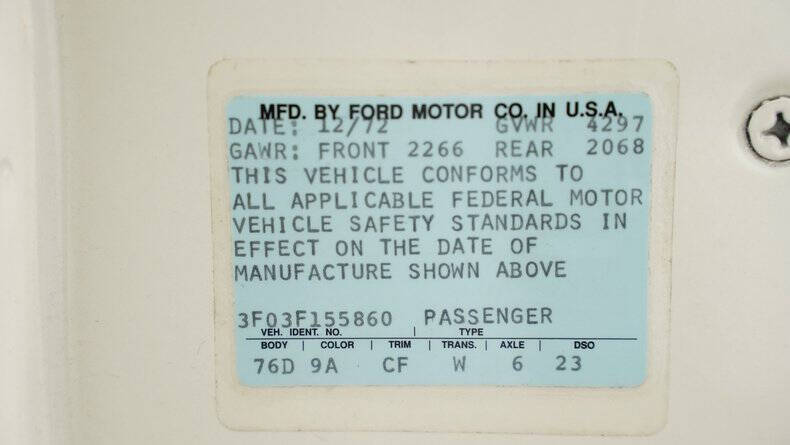 MFD. BY FORD MOTOR CO. IN U.S.A.
DATE: 12/72 GVWR 4297
GAWR: FRONT 2266 REAR 2068
THIS VEHICLE CONFORMS TO
ALL APPLICABLE FEDERAL MOTOR
VEHICLE SAFETY STANDARDS IN
EFFECT ON THE DATE OF
MANUFACTURE SHOWN ABOVE
3F03F155860 PASSENGER
VEH. IDENT. NO. | TYPE
BODY | COLOR | TRIM | TRANS. | AXLE | DSO
76D 9A CF W 6 23